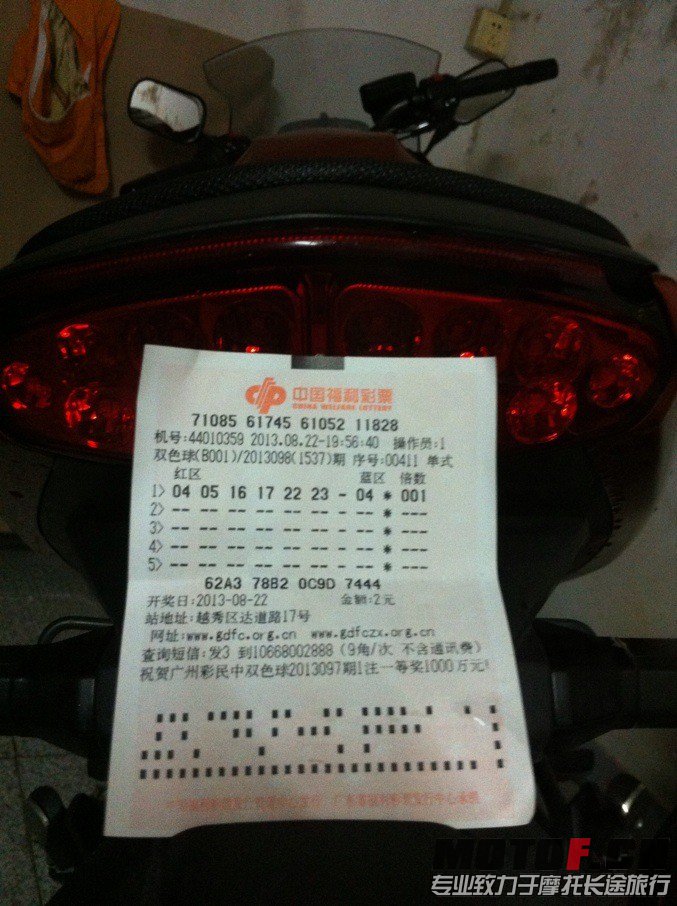 中国福利彩票
CHINA WELFARE LOTTERY
71085 61745 61052 11828
机号:44010359 2013.08.22-19:56:40 操作员:1
双色球(B001)/2013098(1537)期 序号:00411 单式
红区 蓝区 倍数
1> 04 05 16 17 22 23 - 04 * 001
2> -- -- -- -- -- -- - -- * ---
3> -- -- -- -- -- -- - -- * ---
4> -- -- -- -- -- -- - -- * ---
5> -- -- -- -- -- -- - -- * ---
62A3 78B2 0C9D 7444
开奖日:2013-08-22 金额:2元
站地址:越秀区达道路17号
网址:www.gdfc.org.cn www.gdfczx.org.cn
查询短信:发3 到10668002888 (9角/次 不含通讯费)
祝贺广州彩民中双色球2013097期1注一等奖1000万元!
MOTOF.CN
专业致力于摩托长途旅行